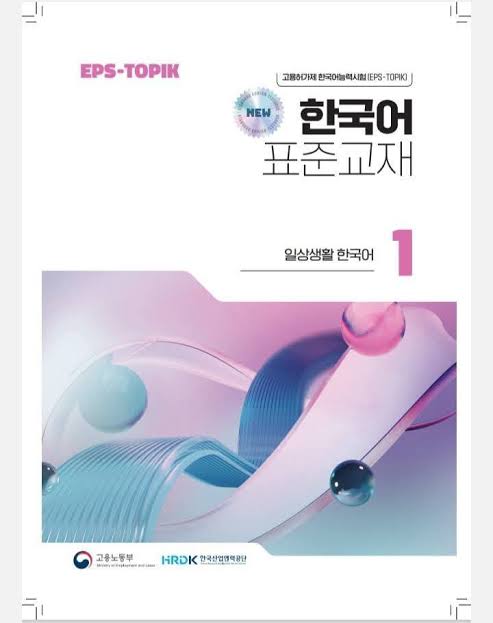 EPS-TOPIK
고용허가제 한국어능력시험(EPS-TOPIK)
NEW
한국어
표준교재
일상생활 한국어
1
고용노동부
Ministry of Employment and Labor
HRDK 한국산업인력공단